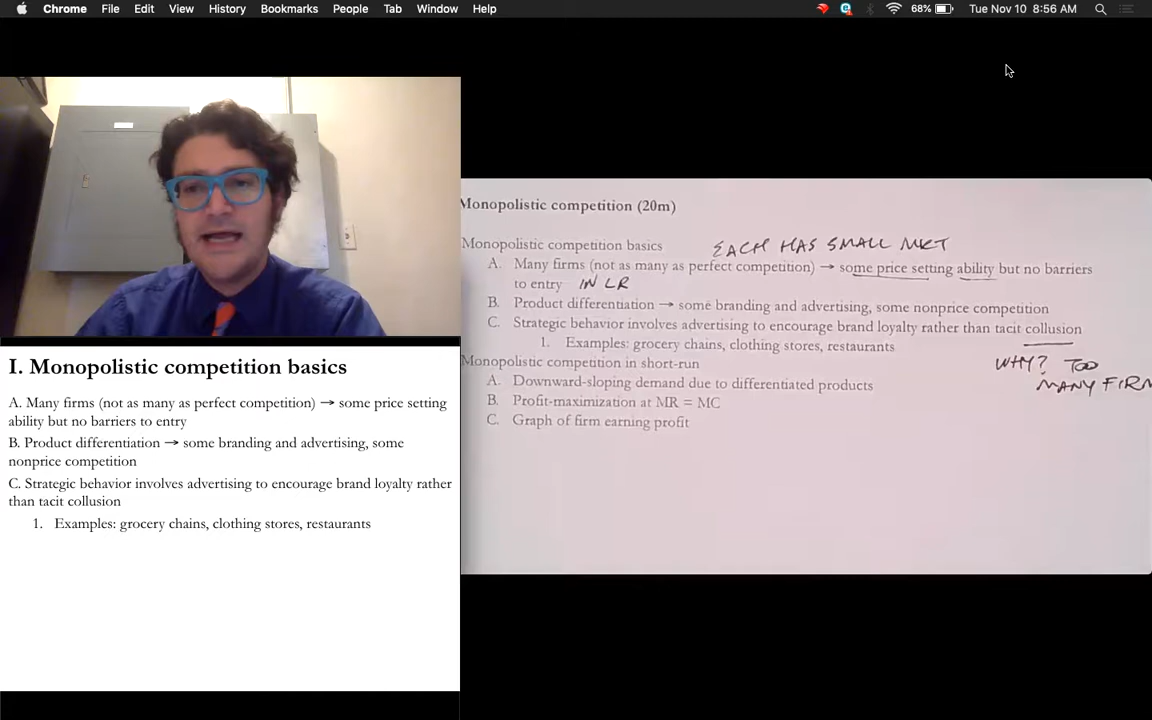 Chrome File Edit View History Bookmarks People Tab Window Help 68% Tue Nov 10 8:56 AM
I. Monopolistic competition basics
A. Many firms (not as many as perfect competition) → some price setting
ability but no barriers to entry
B. Product differentiation → some branding and advertising, some
nonprice competition
C. Strategic behavior involves advertising to encourage brand loyalty rather
than tacit collusion
1. Examples: grocery chains, clothing stores, restaurants
Monopolistic competition (20m)
Monopolistic competition basics
EACH HAS SMALL MKT
A. Many firms (not as many as perfect competition) → some price setting ability but no barriers
to entry IN LR
B. Product differentiation → some branding and advertising, some nonprice competition
C. Strategic behavior involves advertising to encourage brand loyalty rather than tacit collusion
1. Examples: grocery chains, clothing stores, restaurants
Monopolistic competition in short-run
WHY? TOO
MANY FIRM
A. Downward-sloping demand due to differentiated products
B. Profit-maximization at MR = MC
C. Graph of firm earning profit